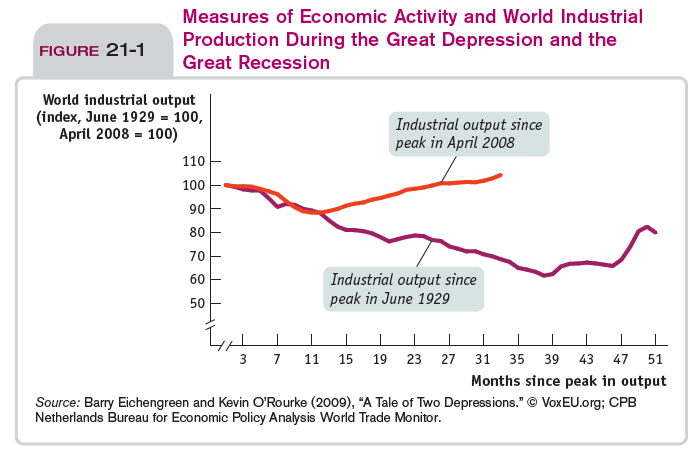 FIGURE 21-1
Measures of Economic Activity and World Industrial
Production During the Great Depression and the
Great Recession
World industrial output
(index, June 1929 = 100,
April 2008 = 100)
110
100
90
80
70
60
50
Industrial output since
peak in April 2008
Industrial output since
peak in June 1929
3 7 11 15 19 23 27 31 35 39 43 47 51
Months since peak in output
Source: Barry Eichengreen and Kevin O'Rourke (2009), “A Tale of Two Depressions.” © VoxEU.org; CPB
Netherlands Bureau for Economic Policy Analysis World Trade Monitor.